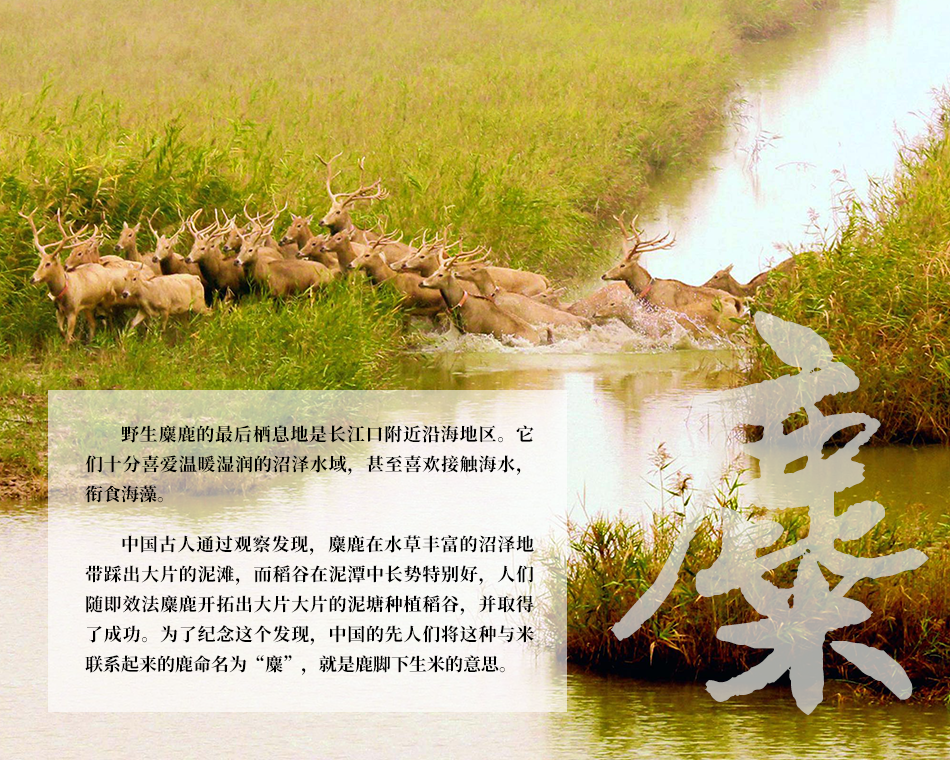 野生麋鹿的最后栖息地是长江口附近沿海地区。它
们十分喜爱温暖湿润的沼泽水域，甚至喜欢接触海水，
衔食海藻。
中国古人通过观察发现，麋鹿在水草丰富的沼泽地
带踩出大片的泥滩，而稻谷在泥潭中长势特别好，人们
随即效法麋鹿开拓出大片大片的泥塘种植稻谷，并取得
了成功。为了纪念这个发现，中国的先人们将这种与米
联系起来的鹿命名为“麋”，就是鹿脚下生米的意思。
麋